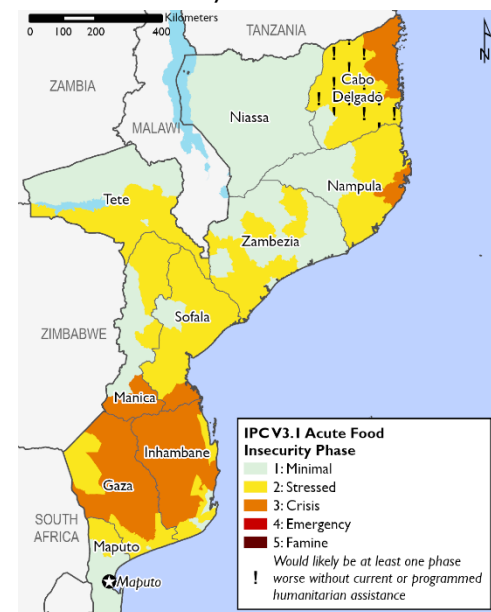 Kilometers
0 100 200 400
TANZANIA
N
ZAMBIA
Cabo
Delgado
Niassa
MALAWI
Nampula
Tete
Zambezia
Sofala
ZIMBABWE
Manica
Inhambane
Gaza
SOUTH
AFRICA
Maputo
Maputo
IPC V3.1 Acute Food
Insecurity Phase
1: Minimal
2: Stressed
3: Crisis
4: Emergency
5: Famine
Would likely be at least one phase
! worse without current or programmed
humanitarian assistance